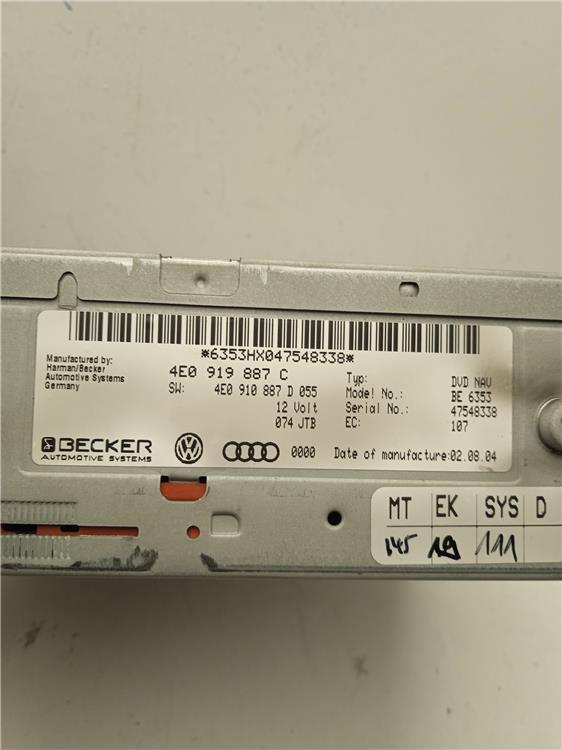 *6353HX047548338*
Manufactured by:
Harman/Becker
Automotive Systems
Germany
4E0 919 887 C
SW: 4E0 910 887 D 055
12 Volt
074 JTB
Typ: DVD NAV
Model No.: BE 6353
Serial No.: 47548338
EC: 107
BECKER
AUTOMOTIVE SYSTEMS
0000
Date of manufacture:02.08.04
MT EK SYS D
145 19 111